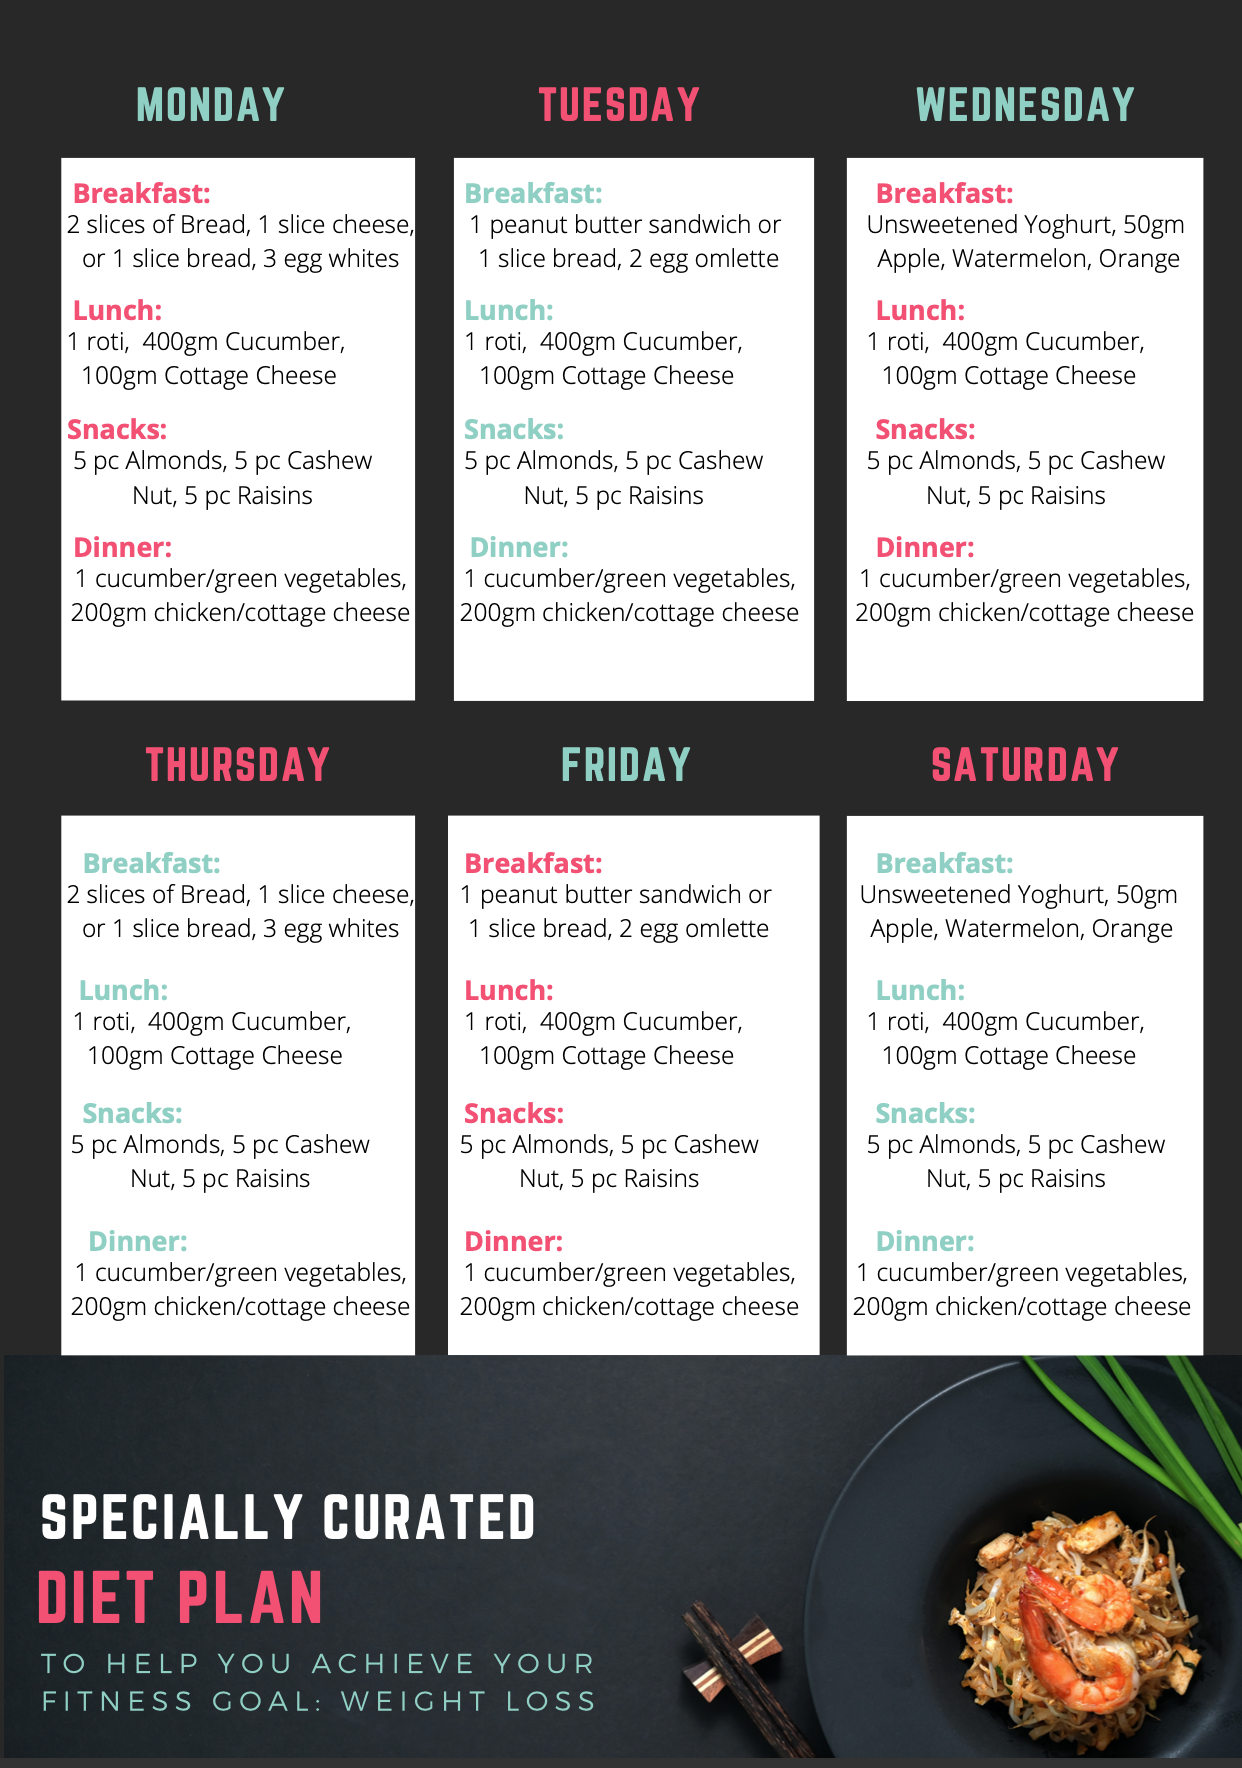 MONDAY
Breakfast:
2 slices of Bread, 1 slice cheese,
or 1 slice bread, 3 egg whites
Lunch:
1 roti,  400gm Cucumber,
100gm Cottage Cheese
Snacks:
5 pc Almonds, 5 pc Cashew
Nut, 5 pc Raisins
Dinner:
1 cucumber/green vegetables,
200gm chicken/cottage cheese
TUESDAY
Breakfast:
1 peanut butter sandwich or
1 slice bread, 2 egg omlette
Lunch:
1 roti,  400gm Cucumber,
100gm Cottage Cheese
Snacks:
5 pc Almonds, 5 pc Cashew
Nut, 5 pc Raisins
Dinner:
1 cucumber/green vegetables,
200gm chicken/cottage cheese
WEDNESDAY
Breakfast:
Unsweetened Yoghurt, 50gm
Apple, Watermelon, Orange
Lunch:
1 roti,  400gm Cucumber,
100gm Cottage Cheese
Snacks:
5 pc Almonds, 5 pc Cashew
Nut, 5 pc Raisins
Dinner:
1 cucumber/green vegetables,
200gm chicken/cottage cheese
THURSDAY
Breakfast:
2 slices of Bread, 1 slice cheese,
or 1 slice bread, 3 egg whites
Lunch:
1 roti,  400gm Cucumber,
100gm Cottage Cheese
Snacks:
5 pc Almonds, 5 pc Cashew
Nut, 5 pc Raisins
Dinner:
1 cucumber/green vegetables,
200gm chicken/cottage cheese
FRIDAY
Breakfast:
1 peanut butter sandwich or
1 slice bread, 2 egg omlette
Lunch:
1 roti,  400gm Cucumber,
100gm Cottage Cheese
Snacks:
5 pc Almonds, 5 pc Cashew
Nut, 5 pc Raisins
Dinner:
1 cucumber/green vegetables,
200gm chicken/cottage cheese
SATURDAY
Breakfast:
Unsweetened Yoghurt, 50gm
Apple, Watermelon, Orange
Lunch:
1 roti,  400gm Cucumber,
100gm Cottage Cheese
Snacks:
5 pc Almonds, 5 pc Cashew
Nut, 5 pc Raisins
Dinner:
1 cucumber/green vegetables,
200gm chicken/cottage cheese
SPECIALLY CURATED
DIET PLAN
TO HELP YOU ACHIEVE YOUR
FITNESS GOAL: WEIGHT LOSS